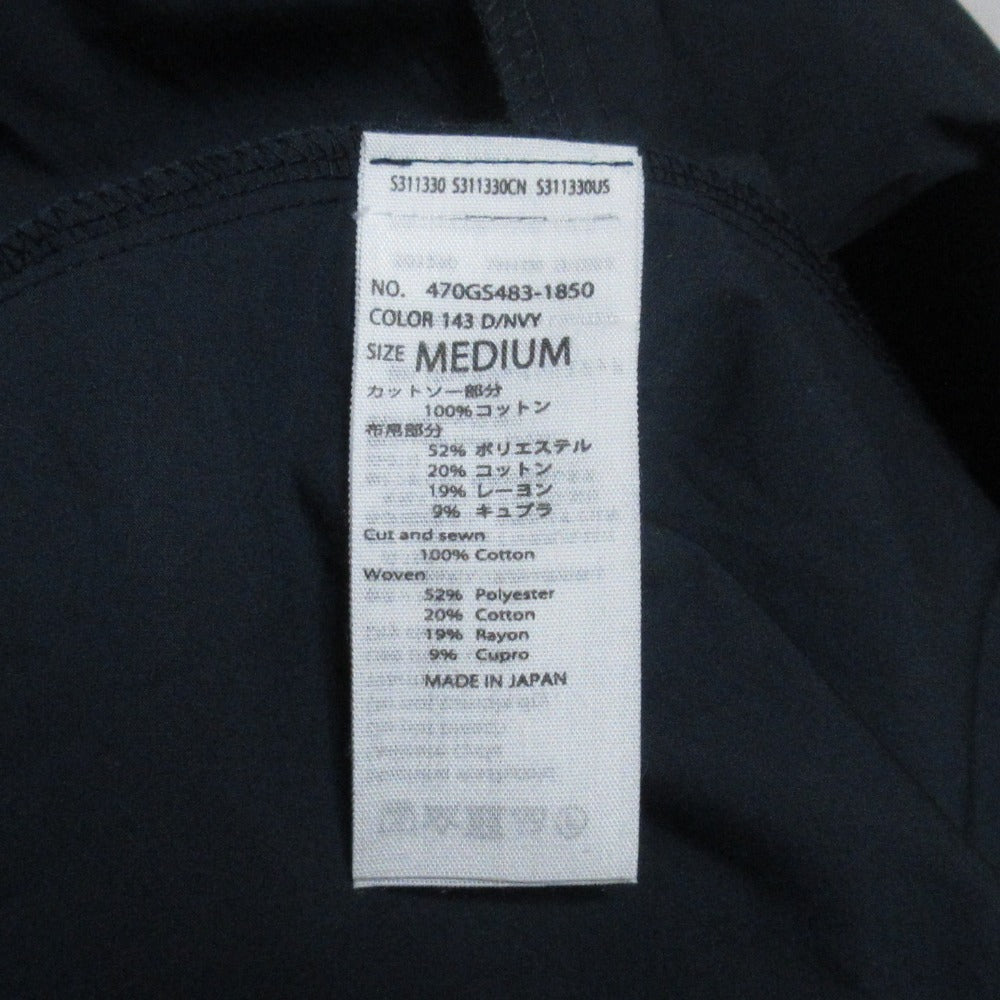 S311330 S311330CN S311330US
NO. 470GS483-1850
COLOR 143 D/NVY
SIZE MEDIUM
カットソー部分
100% コットン
布帛部分
52% ポリエステル
20% コットン
19% レーヨン
9% キュプラ
Cut and sewn
100% Cotton
Woven
52% Polyester
20% Cotton
19% Rayon
9% Cupro
MADE IN JAPAN